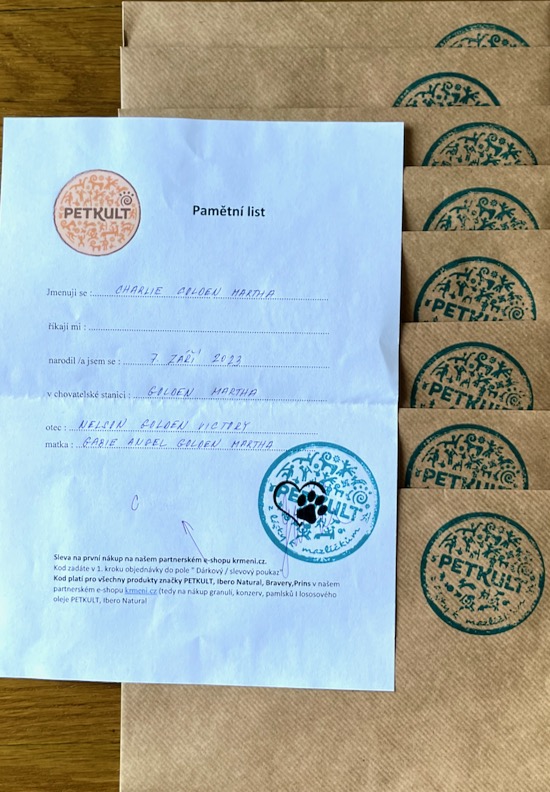 PETKULT
Pamětní list
Jmenuji se : CHARLIE GOLDEN MARTHA
říkají mi :
narodil /a jsem se : 7. ZÁŘÍ 2023
v chovatelské stanici : GOLDEN MARTHA
otec : NELSON GOLDEN VICTORY
matka : GABIE ANGEL GOLDEN MARTHA
PETKULT
z lásky k mazlíčkům
Sleva na první nákup na našem partnerském e-shopu krmeni.cz.
Kod zadáte v 1. kroku objednávky do pole " Dárkový / slevový poukaz"
Kod platí pro všechny produkty značky PETKULT, Ibero Natural, Bravery,Prins v našem
partnerském e-shopu krmeni.cz (tedy na nákup granulí, konzerv, pamlsků I lososového
oleje PETKULT, Ibero Natural
PETKULT
PETKULT
PETKULT
PETKULT
PETKULT